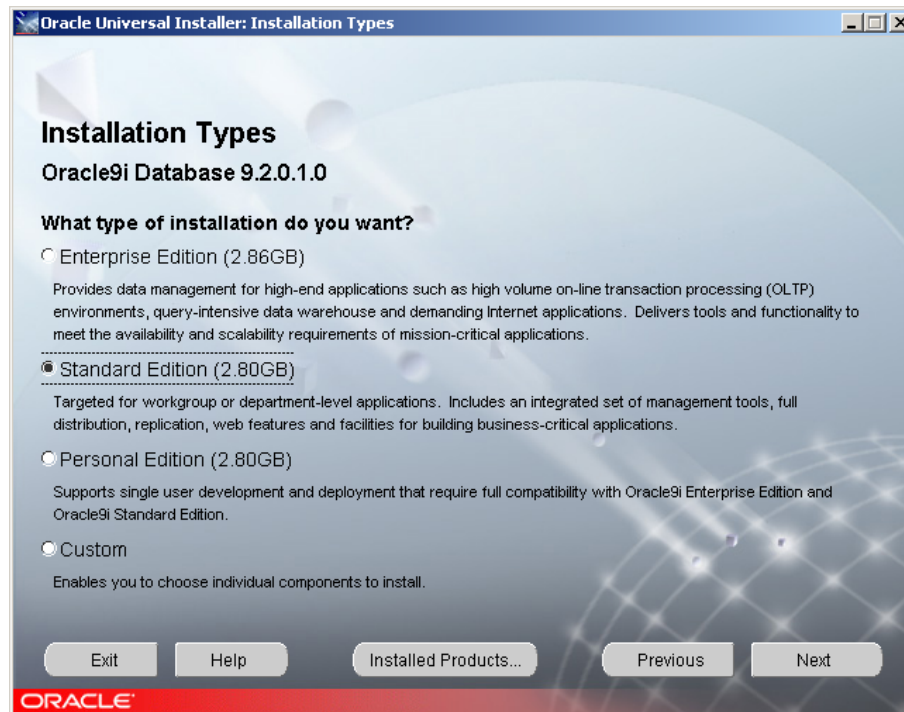 Oracle Universal Installer: Installation Types
Installation Types
Oracle9i Database 9.2.0.1.0
What type of installation do you want?
Enterprise Edition (2.86GB)
Provides data management for high-end applications such as high volume on-line transaction processing (OLTP)
environments, query-intensive data warehouse and demanding Internet applications. Delivers tools and functionality to
meet the availability and scalability requirements of mission-critical applications.
Standard Edition (2.80GB)
Targeted for workgroup or department-level applications. Includes an integrated set of management tools, full
distribution, replication, web features and facilities for building business-critical applications.
Personal Edition (2.80GB)
Supports single user development and deployment that require full compatibility with Oracle9i Enterprise Edition and
Oracle9i Standard Edition.
Custom
Enables you to choose individual components to install.
Exit Help Installed Products... Previous Next
ORACLE